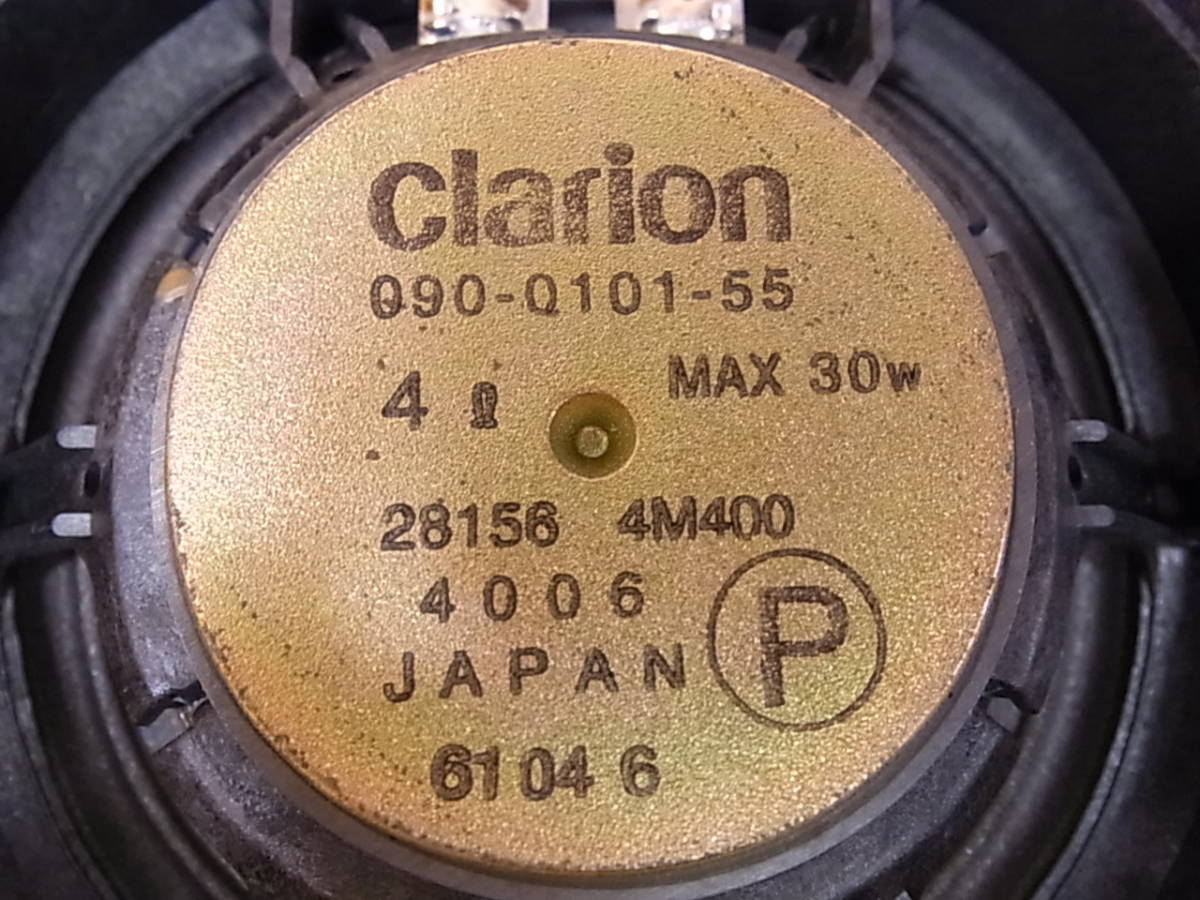 clarion
090-0101-55
4 Ω MAX 30w
28156 4M400
4006
JAPAN P
61046